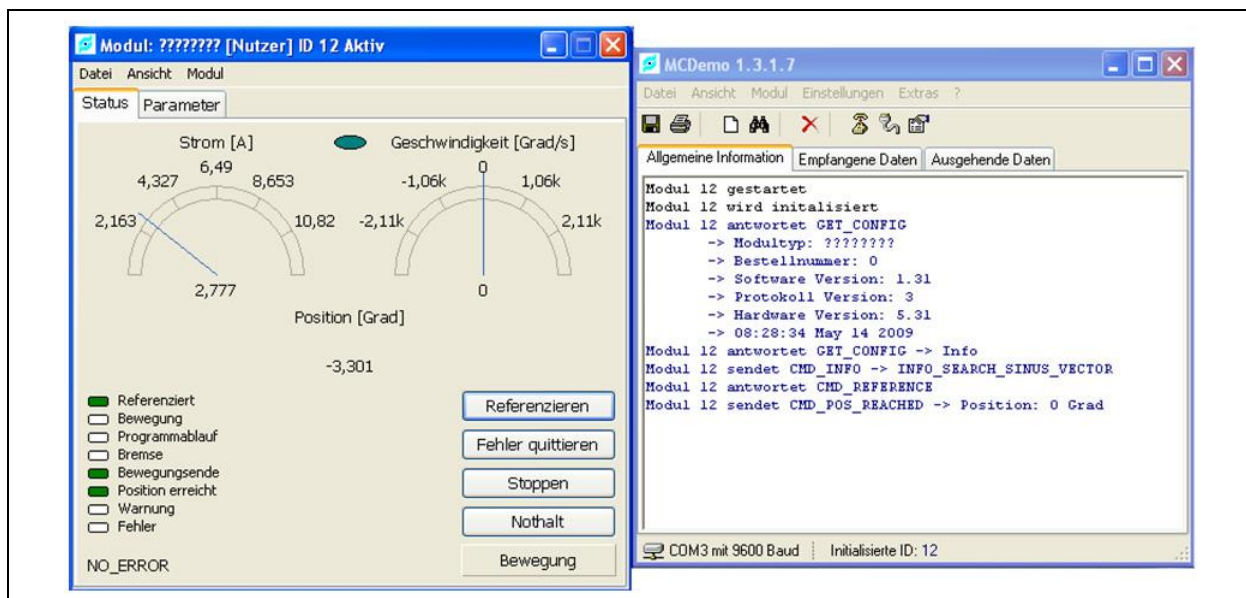 Modul: ???????? [Nutzer] ID 12 Aktiv
Datei Ansicht Modul
Status Parameter
Strom [A]
6,49
4,327 8,653
2,163 10,82
2,777
Geschwindigkeit [Grad/s]
0
-1,06k 1,06k
-2,11k 2,11k
0
Position [Grad]
-3,301
Referenziert
Bewegung
Programmablauf
Bremse
Bewegungsende
Position erreicht
Warnung
Fehler
NO_ERROR
Referenzieren
Fehler quittieren
Stoppen
Nothalt
Bewegung
MCDemo 1.3.1.7
Datei Ansicht Modul Einstellungen Extras ?
Allgemeine Information Empfangene Daten Ausgehende Daten
Modul 12 gestartet
Modul 12 wird initalisiert
Modul 12 antwortet GET_CONFIG
-> Modultyp: ????????
-> Bestellnummer: 0
-> Software Version: 1.31
-> Protokoll Version: 3
-> Hardware Version: 5.31
-> 08:28:34 May 14 2009
Modul 12 antwortet GET_CONFIG -> Info
Modul 12 sendet CMD_INFO -> INFO_SEARCH_SINUS_VECTOR
Modul 12 antwortet CMD_REFERENCE
Modul 12 sendet CMD_POS_REACHED -> Position: 0 Grad
COM3 mit 9600 Baud Initialisierte ID: 12